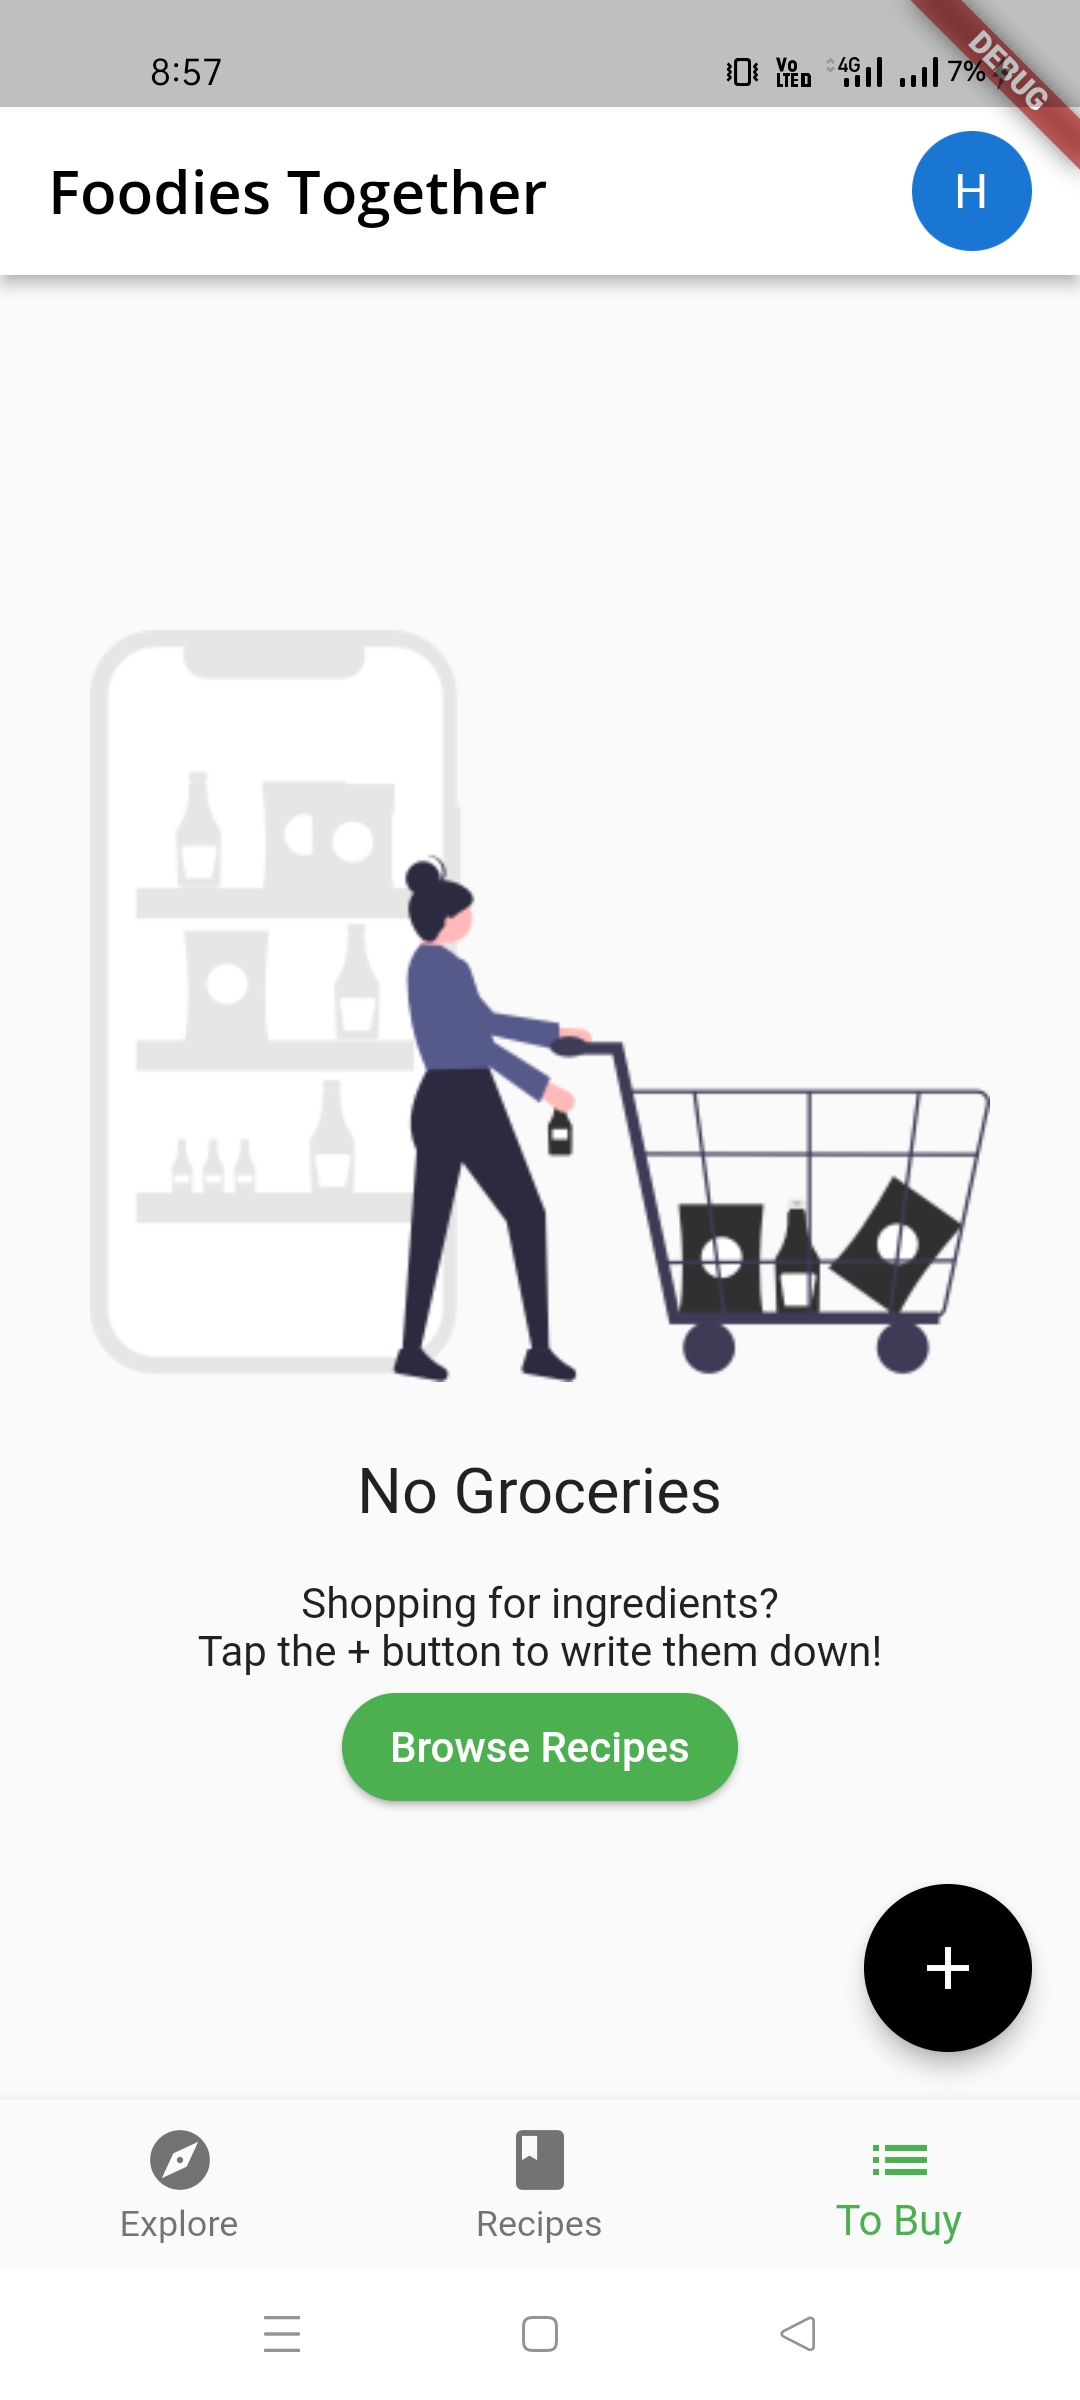 8:57
Vo
LTED
4G
7%
DEBUG
Foodies Together
H
No Groceries
Shopping for ingredients?
Tap the + button to write them down!
Browse Recipes
+
Explore
Recipes
To Buy